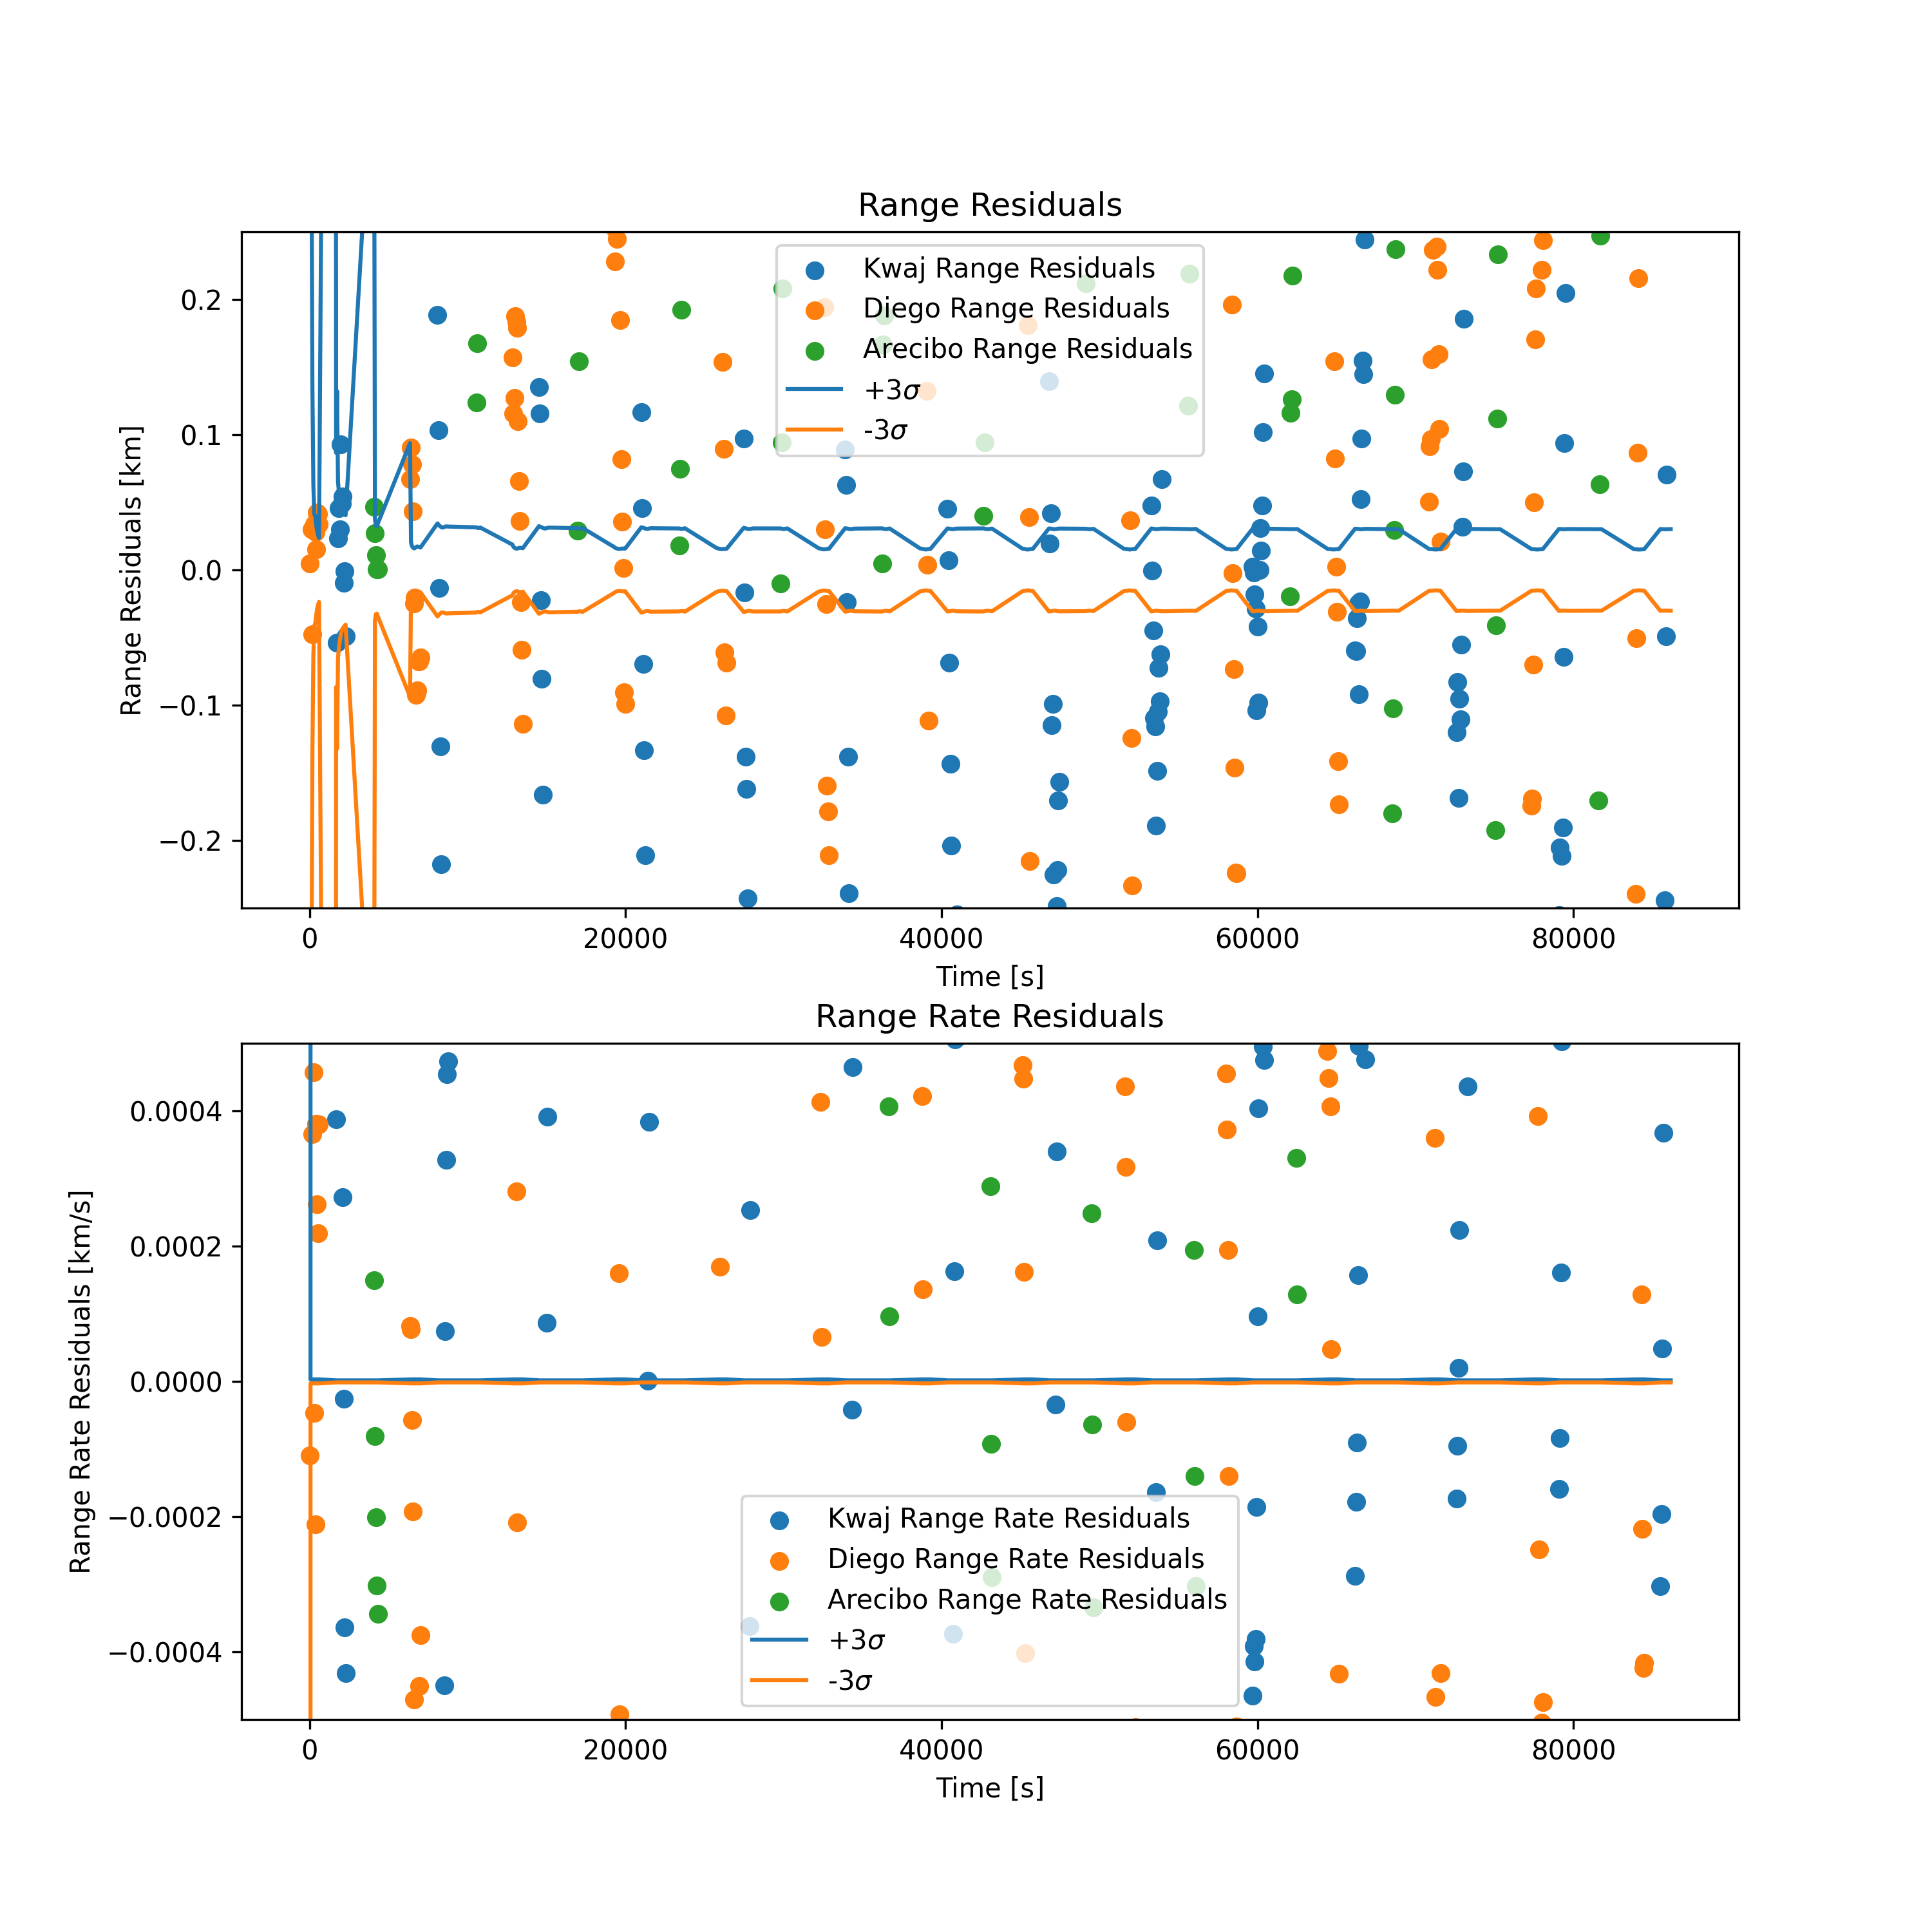 Range Residuals
Kwaj Range Residuals
Diego Range Residuals
Arecibo Range Residuals
+3σ
-3σ
0.2
0.1
0.0
−0.1
−0.2
Range Residuals [km]
0 20000 40000 60000 80000
Time [s]
Range Rate Residuals
0.0004
0.0002
0.0000
−0.0002
−0.0004
Range Rate Residuals [km/s]
Kwaj Range Rate Residuals
Diego Range Rate Residuals
Arecibo Range Rate Residuals
+3σ
-3σ
0 20000 40000 60000 80000
Time [s]